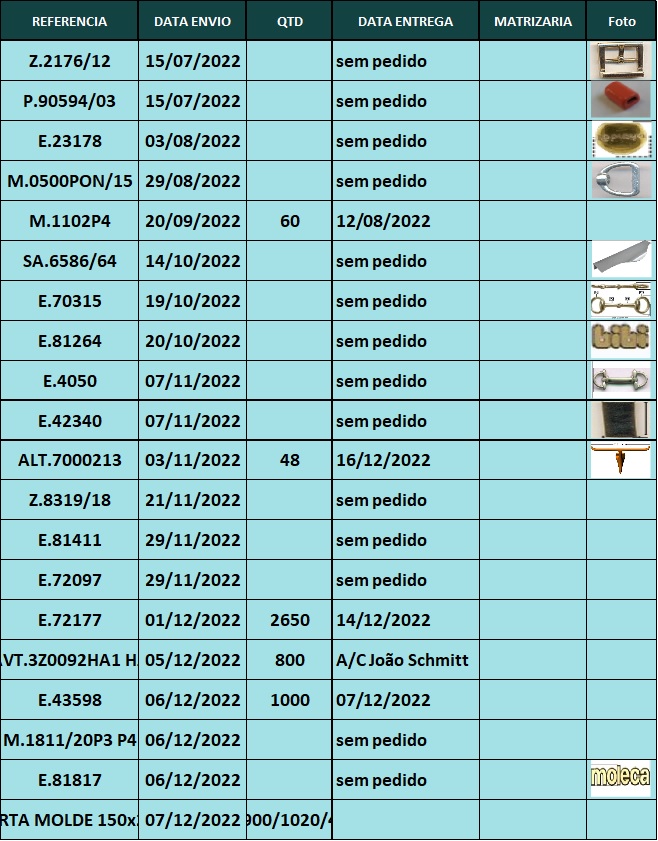 REFERENCIA DATA ENVIO QTD DATA ENTREGA MATRIZARIA Foto
Z.2176/12 15/07/2022 sem pedido
P.90594/03 15/07/2022 sem pedido
E.23178 03/08/2022 sem pedido
M.0500PON/15 29/08/2022 sem pedido
M.1102P4 20/09/2022 60 12/08/2022
SA.6586/64 14/10/2022 sem pedido
E.70315 19/10/2022 sem pedido
E.81264 20/10/2022 sem pedido bibi
E.4050 07/11/2022 sem pedido
E.42340 07/11/2022 sem pedido
ALT.7000213 03/11/2022 48 16/12/2022
Z.8319/18 21/11/2022 sem pedido
E.81411 29/11/2022 sem pedido
E.72097 29/11/2022 sem pedido
E.72177 01/12/2022 2650 14/12/2022
VT.3Z0092HA1 H 05/12/2022 800 A/C João Schmitt
E.43598 06/12/2022 1000 07/12/2022
M.1811/20P3 P4 06/12/2022 sem pedido
E.81817 06/12/2022 sem pedido moleca
RTA MOLDE 150x 07/12/2022 900/1020/